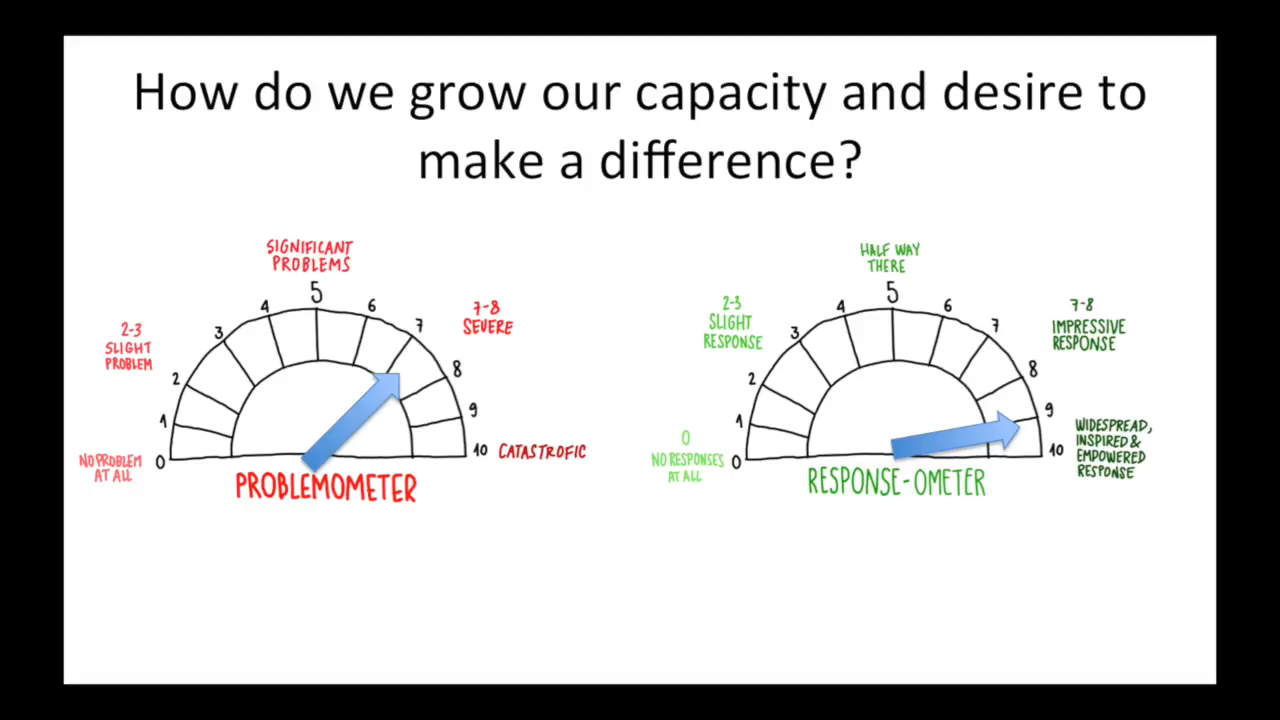 How do we grow our capacity and desire to
make a difference?
SIGNIFICANT
PROBLEMS
5
4
6
3
7
2-3
SLIGHT
PROBLEM
7-8
SEVERE
2
8
1
9
NO PROBLEM
AT ALL
0
10
CATASTROFIC
PROBLEMOMETER
HALF WAY
THERE
5
4
6
3
7
2-3
SLIGHT
RESPONSE
7-8
IMPRESSIVE
RESPONSE
2
8
1
9
0
NO RESPONSES
AT ALL
0
10
WIDESPREAD,
INSPIRED &
EMPOWERED
RESPONSE
RESPONSE-OMETER